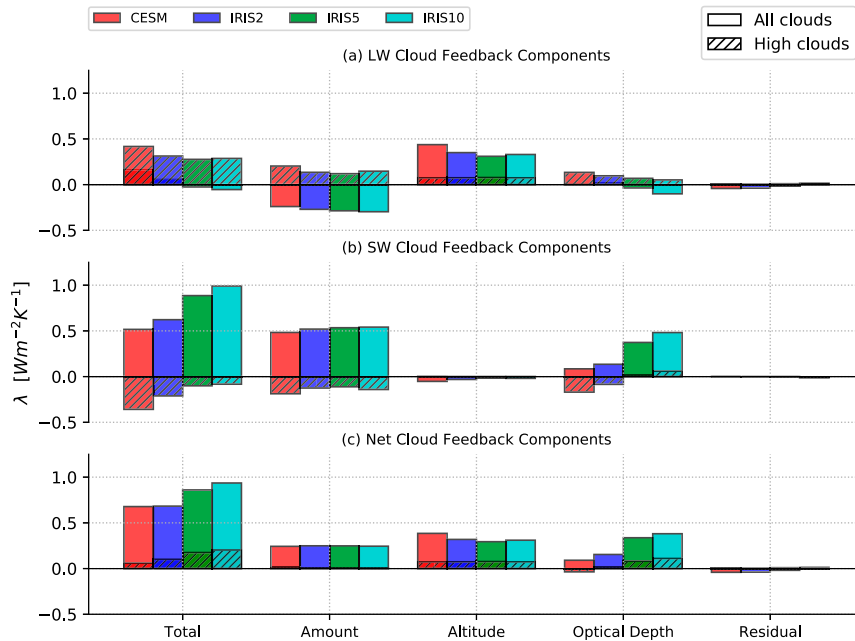 CESM IRIS2 IRIS5 IRIS10
All clouds
High clouds
(a) LW Cloud Feedback Components
1.0
0.5
0.0
−0.5
(b) SW Cloud Feedback Components
1.0
0.5
0.0
−0.5
λ [Wm⁻²K⁻¹]
(c) Net Cloud Feedback Components
1.0
0.5
0.0
−0.5
Total Amount Altitude Optical Depth Residual